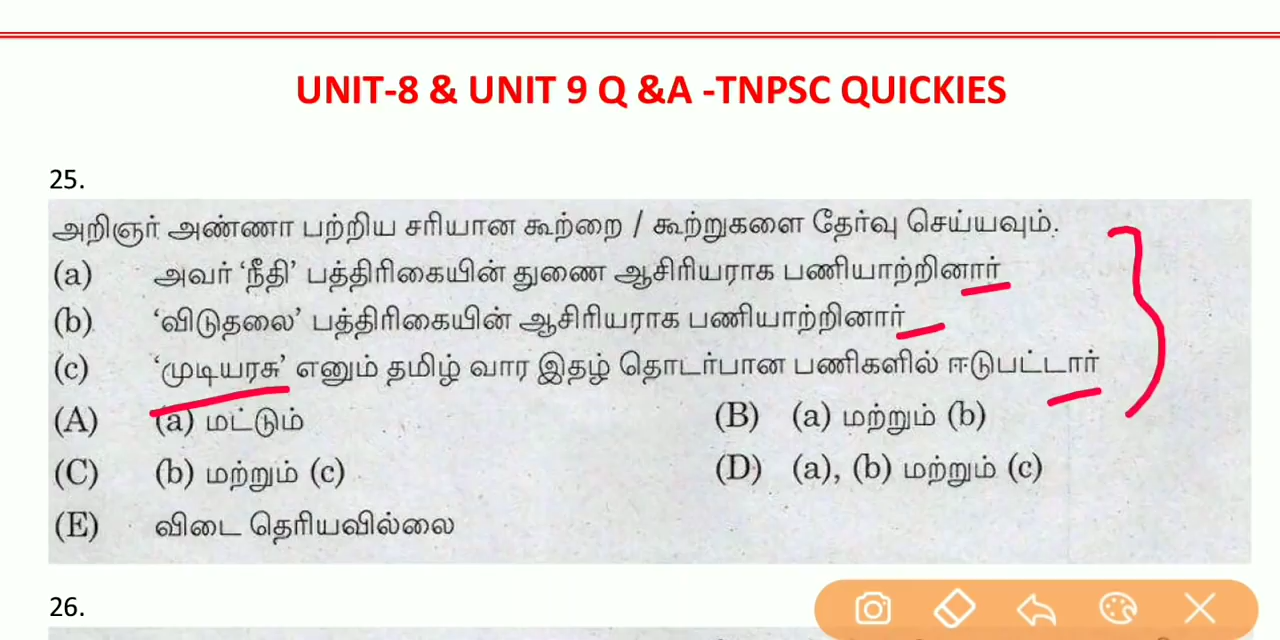 UNIT-8 & UNIT 9 Q &A -TNPSC QUICKIES
25.
அறிஞர் அண்ணா பற்றிய சரியான கூற்றை / கூற்றுகளை தேர்வு செய்யவும்.
(a) அவர் ‘நீதி’ பத்திரிகையின் துணை ஆசிரியராக பணியாற்றினார்
(b) ‘விடுதலை’ பத்திரிகையின் ஆசிரியராக பணியாற்றினார்
(c) ‘முடியரசு’ எனும் தமிழ் வார இதழ் தொடர்பான பணிகளில் ஈடுபட்டார்
(A) (a) மட்டும் (B) (a) மற்றும் (b)
(C) (b) மற்றும் (c) (D) (a), (b) மற்றும் (c)
(E) விடை தெரியவில்லை
26.